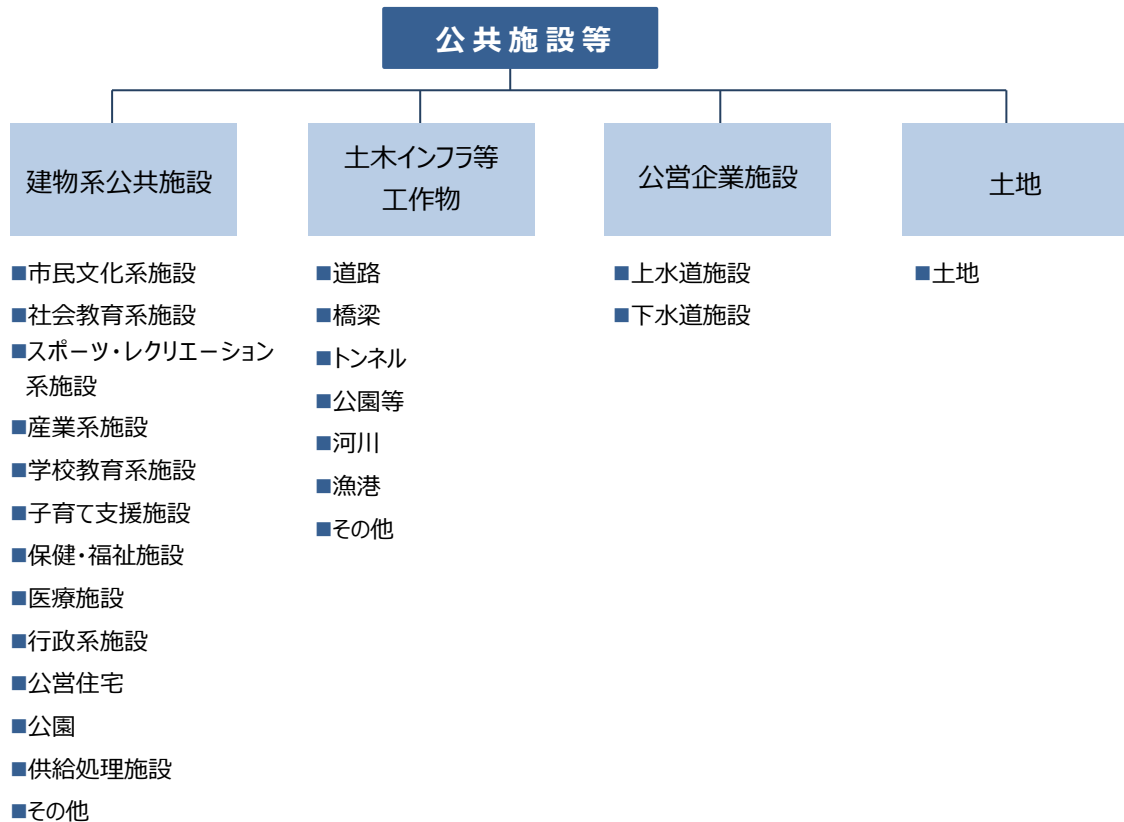 公共施設等
建物系公共施設
■市民文化系施設
■社会教育系施設
■スポーツ・レクリエーション
系施設
■産業系施設
■学校教育系施設
■子育て支援施設
■保健・福祉施設
■医療施設
■行政系施設
■公営住宅
■公園
■供給処理施設
■その他
土木インフラ等
工作物
■道路
■橋梁
■トンネル
■公園等
■河川
■漁港
■その他
公営企業施設
■上水道施設
■下水道施設
土地
■土地